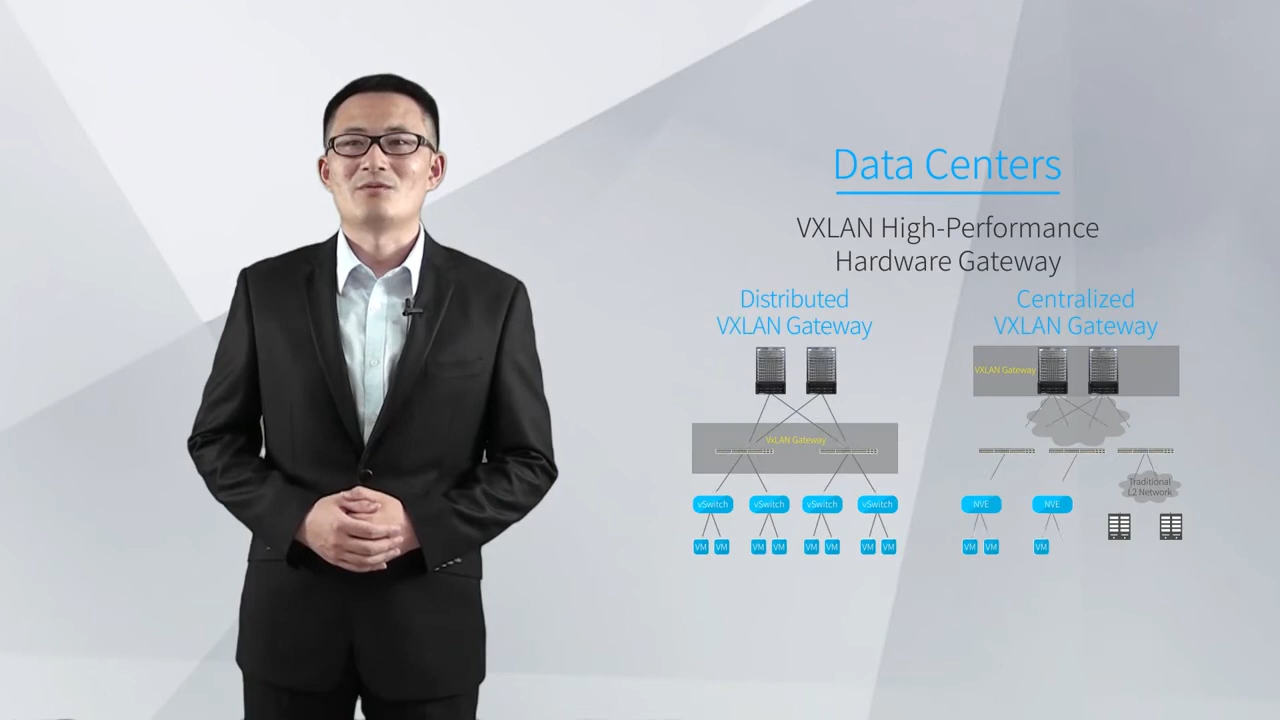 Data Centers
VXLAN High-Performance
Hardware Gateway
Distributed
VXLAN Gateway
VxLAN Gateway
vSwitch
vSwitch
vSwitch
vSwitch
VM
VM
VM
VM
VM
VM
VM
VM
Centralized
VXLAN Gateway
VXLAN Gateway
Traditional
L2 Network
NVE
NVE
VM
VM
VM